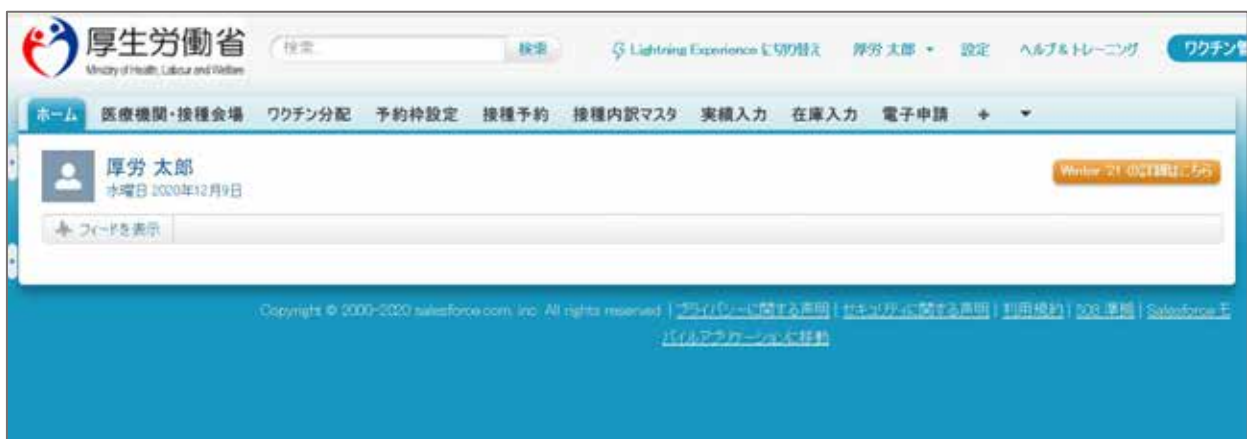 厚生労働省
Ministry of Health, Labour and Welfare
検索...
検索
Lightning Experience に切り替え
厚労 太郎
設定
ヘルプ & トレーニング
ワクチン
ホーム
医療機関・接種会場
ワクチン分配
予約枠設定
接種予約
接種内訳マスタ
実績入力
在庫入力
電子申請
+
厚労 太郎
水曜日 2020年12月9日
Winter '21 の詳細はこちら
フィードを表示
Copyright © 2000-2020 salesforce.com, inc. All rights reserved. | プライバシーに関する声明 | セキュリティに関する声明 | 利用規約 | 508 準拠 | Salesforce モ
バイルアプリケーションに移動